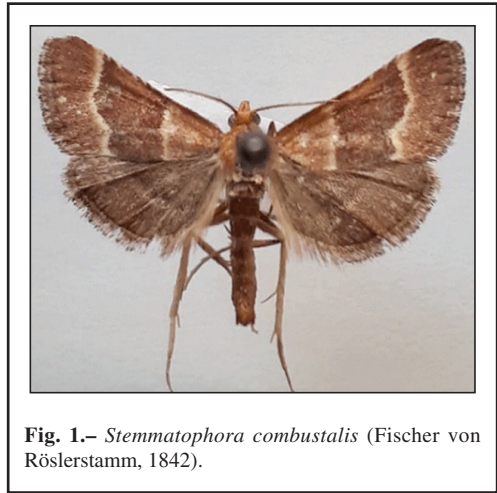 Fig. 1.– Stemmatophora combustalis (Fischer von
Röslerstamm, 1842).